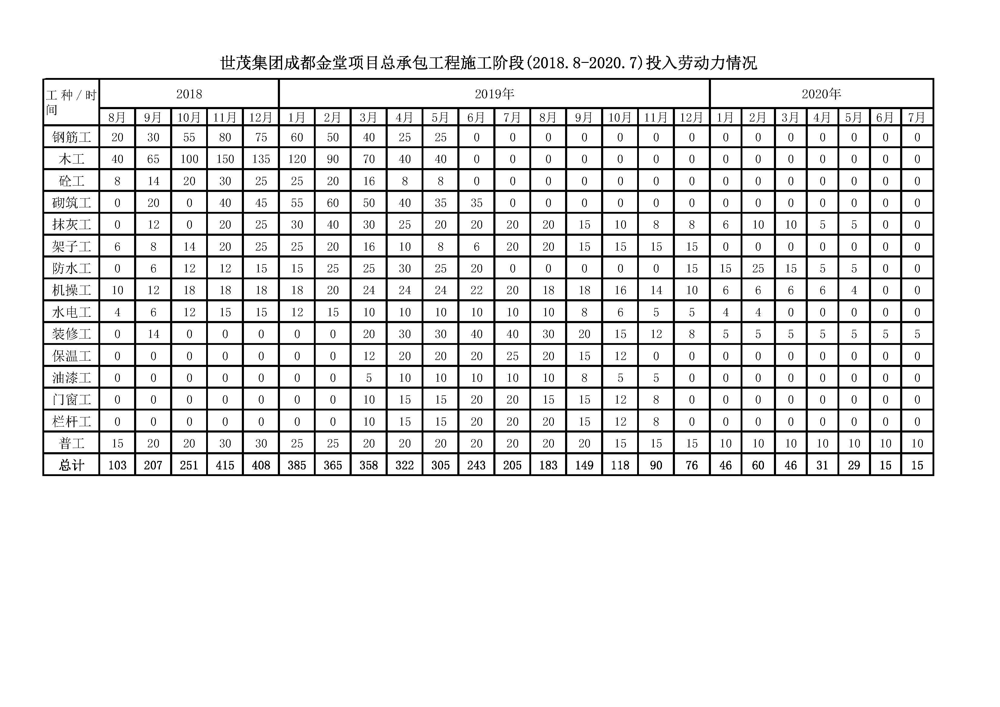 世茂集团成都金堂项目总承包工程施工阶段(2018.8-2020.7)投入劳动力情况
工种/时间 2018 2019年 2020年
8月 9月 10月 11月 12月 1月 2月 3月 4月 5月 6月 7月 8月 9月 10月 11月 12月 1月 2月 3月 4月 5月 6月 7月
钢筋工 20 30 55 80 75 60 50 40 25 25 0 0 0 0 0 0 0 0 0 0 0 0 0 0
木工 40 65 100 150 135 120 90 70 40 40 0 0 0 0 0 0 0 0 0 0 0 0 0 0
砼工 8 14 20 30 25 25 20 16 8 8 0 0 0 0 0 0 0 0 0 0 0 0 0 0
砌筑工 0 20 0 40 45 55 60 50 40 35 35 0 0 0 0 0 0 0 0 0 0 0 0 0
抹灰工 0 12 0 20 25 30 40 30 25 20 20 20 20 15 10 8 8 6 10 10 5 5 0 0
架子工 6 8 14 20 25 25 20 16 10 8 6 20 20 15 15 15 15 0 0 0 0 0 0 0
防水工 0 6 12 12 15 15 25 25 30 25 20 0 0 0 0 0 15 15 25 15 5 5 0 0
机操工 10 12 18 18 18 18 20 24 24 24 22 20 18 18 16 14 10 6 6 6 6 4 0 0
水电工 4 6 12 15 15 12 15 10 10 10 10 10 10 8 6 5 5 4 4 0 0 0 0 0
装修工 0 14 0 0 0 0 0 20 30 30 40 40 30 20 15 12 8 5 5 5 5 5 5 5
保温工 0 0 0 0 0 0 0 12 20 20 20 25 20 15 12 0 0 0 0 0 0 0 0 0
油漆工 0 0 0 0 0 0 0 5 10 10 10 10 10 8 5 5 0 0 0 0 0 0 0 0
门窗工 0 0 0 0 0 0 0 10 15 15 20 20 15 15 12 8 0 0 0 0 0 0 0 0
栏杆工 0 0 0 0 0 0 0 10 15 15 20 20 20 15 12 8 0 0 0 0 0 0 0 0
普工 15 20 20 30 30 25 25 20 20 20 20 20 20 20 15 15 15 10 10 10 10 10 10 10
总计 103 207 251 415 408 385 365 358 322 305 243 205 183 149 118 90 76 46 60 46 31 29 15 15